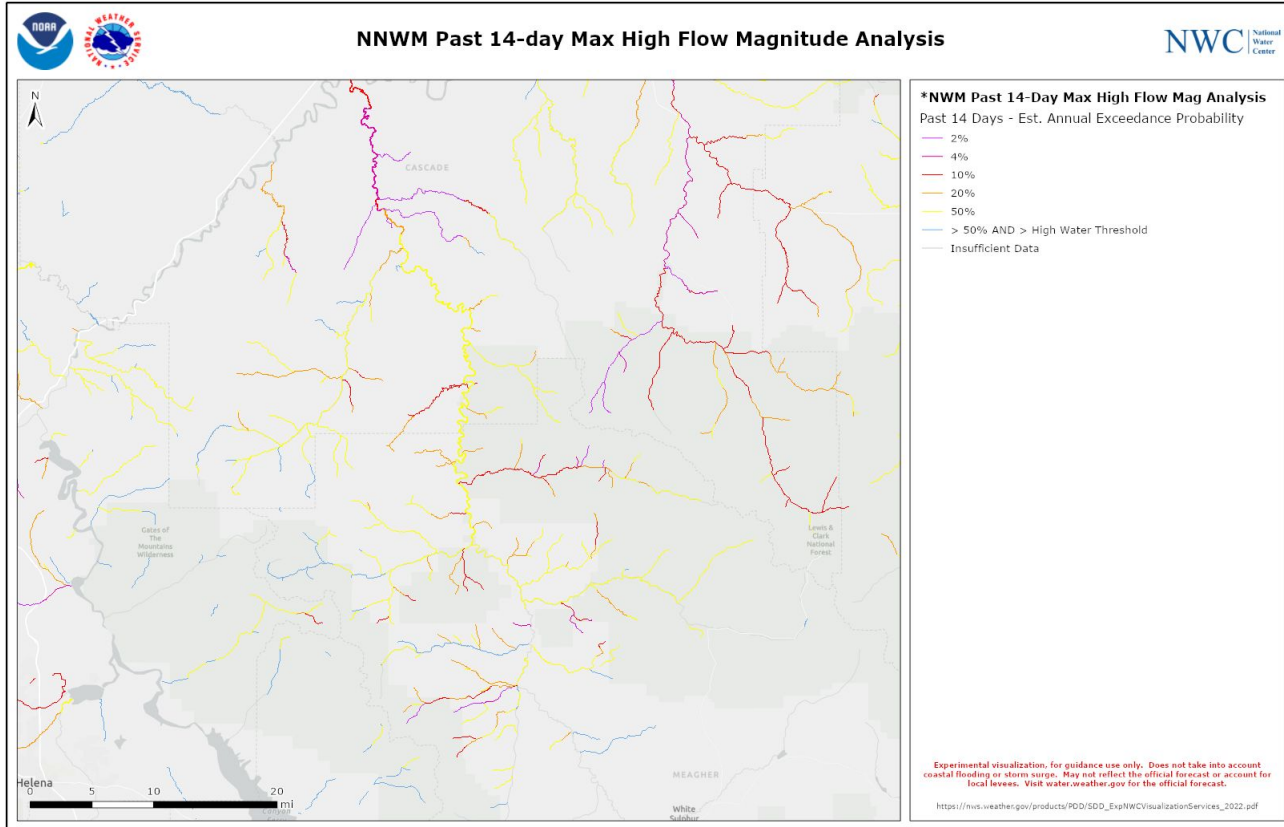 NOAA
NATIONAL WEATHER SERVICE
NNWM Past 14-day Max High Flow Magnitude Analysis
NWC National
Water
Center
N
CASCADE
Gates of
The
Mountains
Wilderness
Lewis &
Clark
National
Forest
MEAGHER
White
Sulphur
Helena
Canyon
0 5 10 20
mi
*NWM Past 14-Day Max High Flow Mag Analysis
Past 14 Days - Est. Annual Exceedance Probability
2%
4%
10%
20%
50%
> 50% AND > High Water Threshold
Insufficient Data
Experimental visualization, for guidance use only. Does not take into account
coastal flooding or storm surge. May not reflect the official forecast or account for
local levees. Visit water.weather.gov for the official forecast.
https://nws.weather.gov/products/PDD/SDD_ExpNWCVisualizationServices_2022.pdf